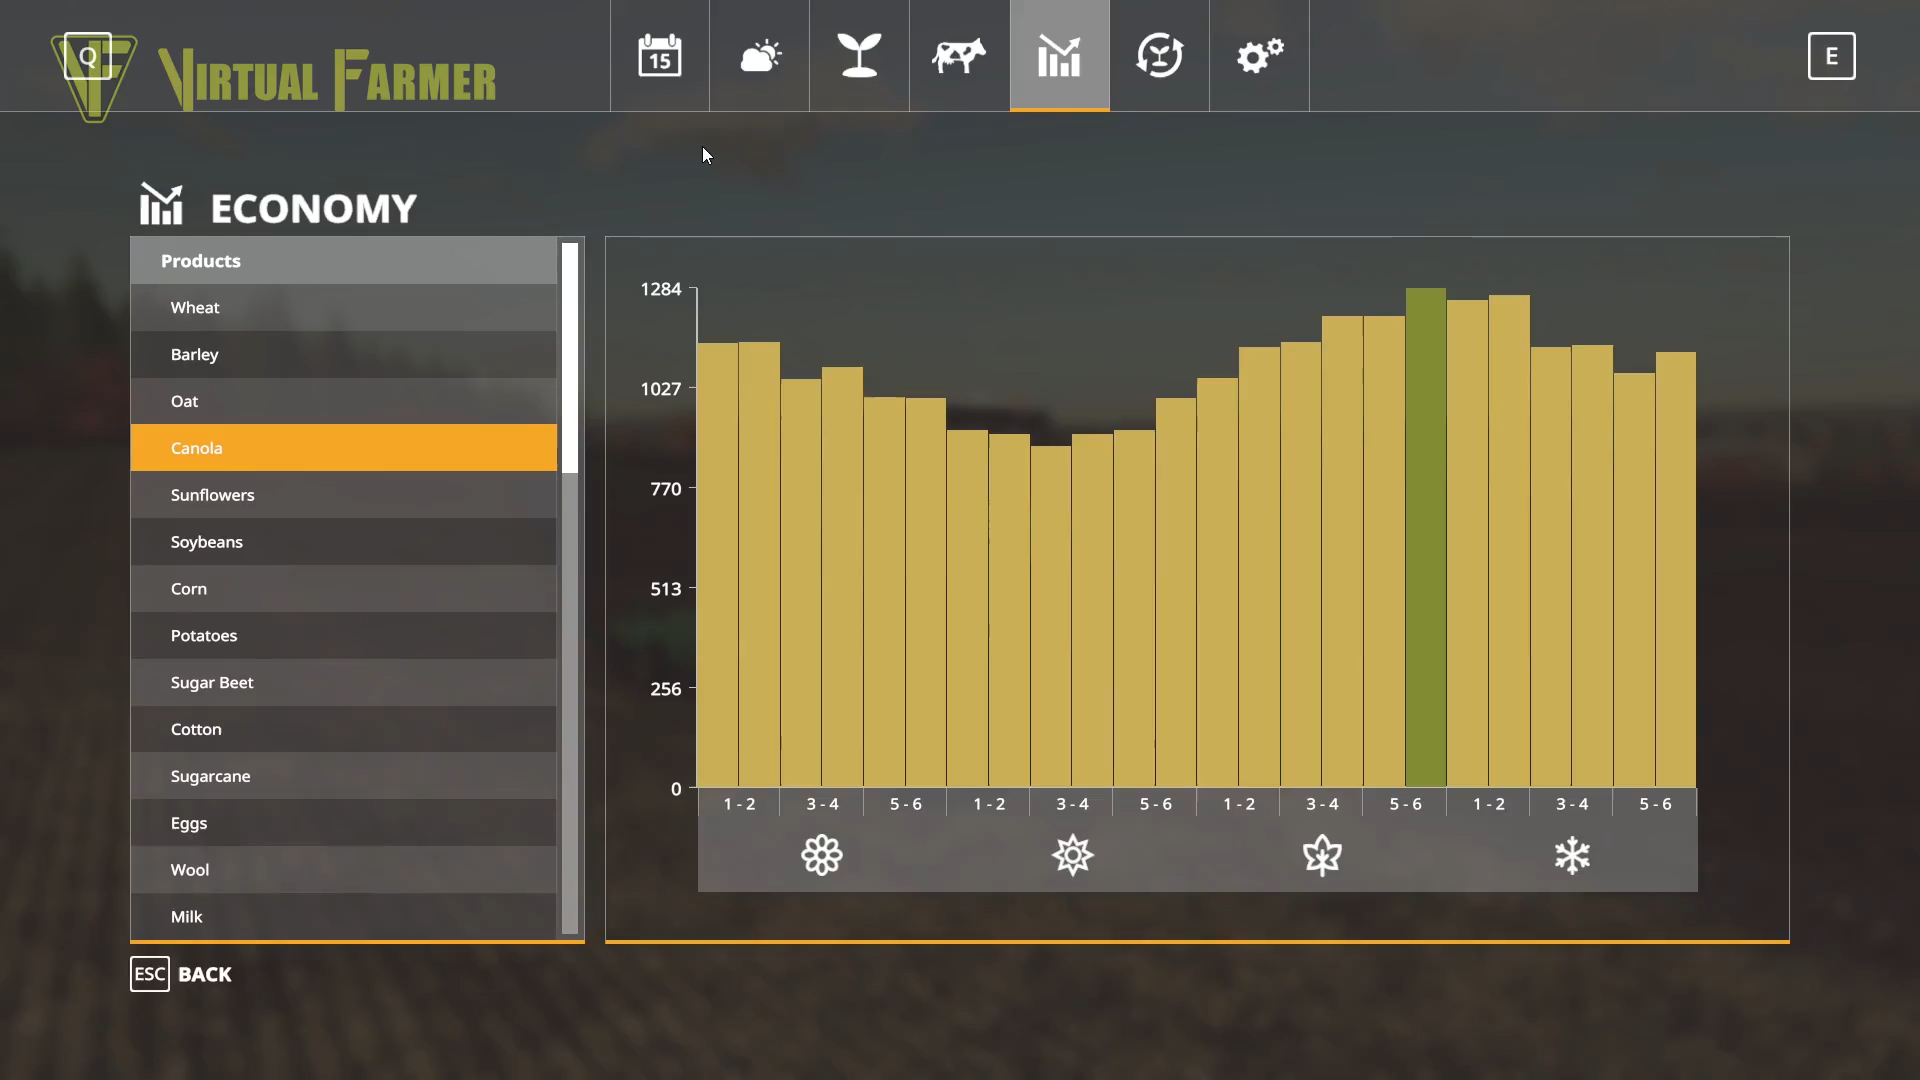 Q
VF VIRTUAL FARMER
15
E
ECONOMY
Products
Wheat
Barley
Oat
Canola
Sunflowers
Soybeans
Corn
Potatoes
Sugar Beet
Cotton
Sugarcane
Eggs
Wool
Milk
1284
1027
770
513
256
0
1 - 2 3 - 4 5 - 6 1 - 2 3 - 4 5 - 6 1 - 2 3 - 4 5 - 6 1 - 2 3 - 4 5 - 6
ESC BACK